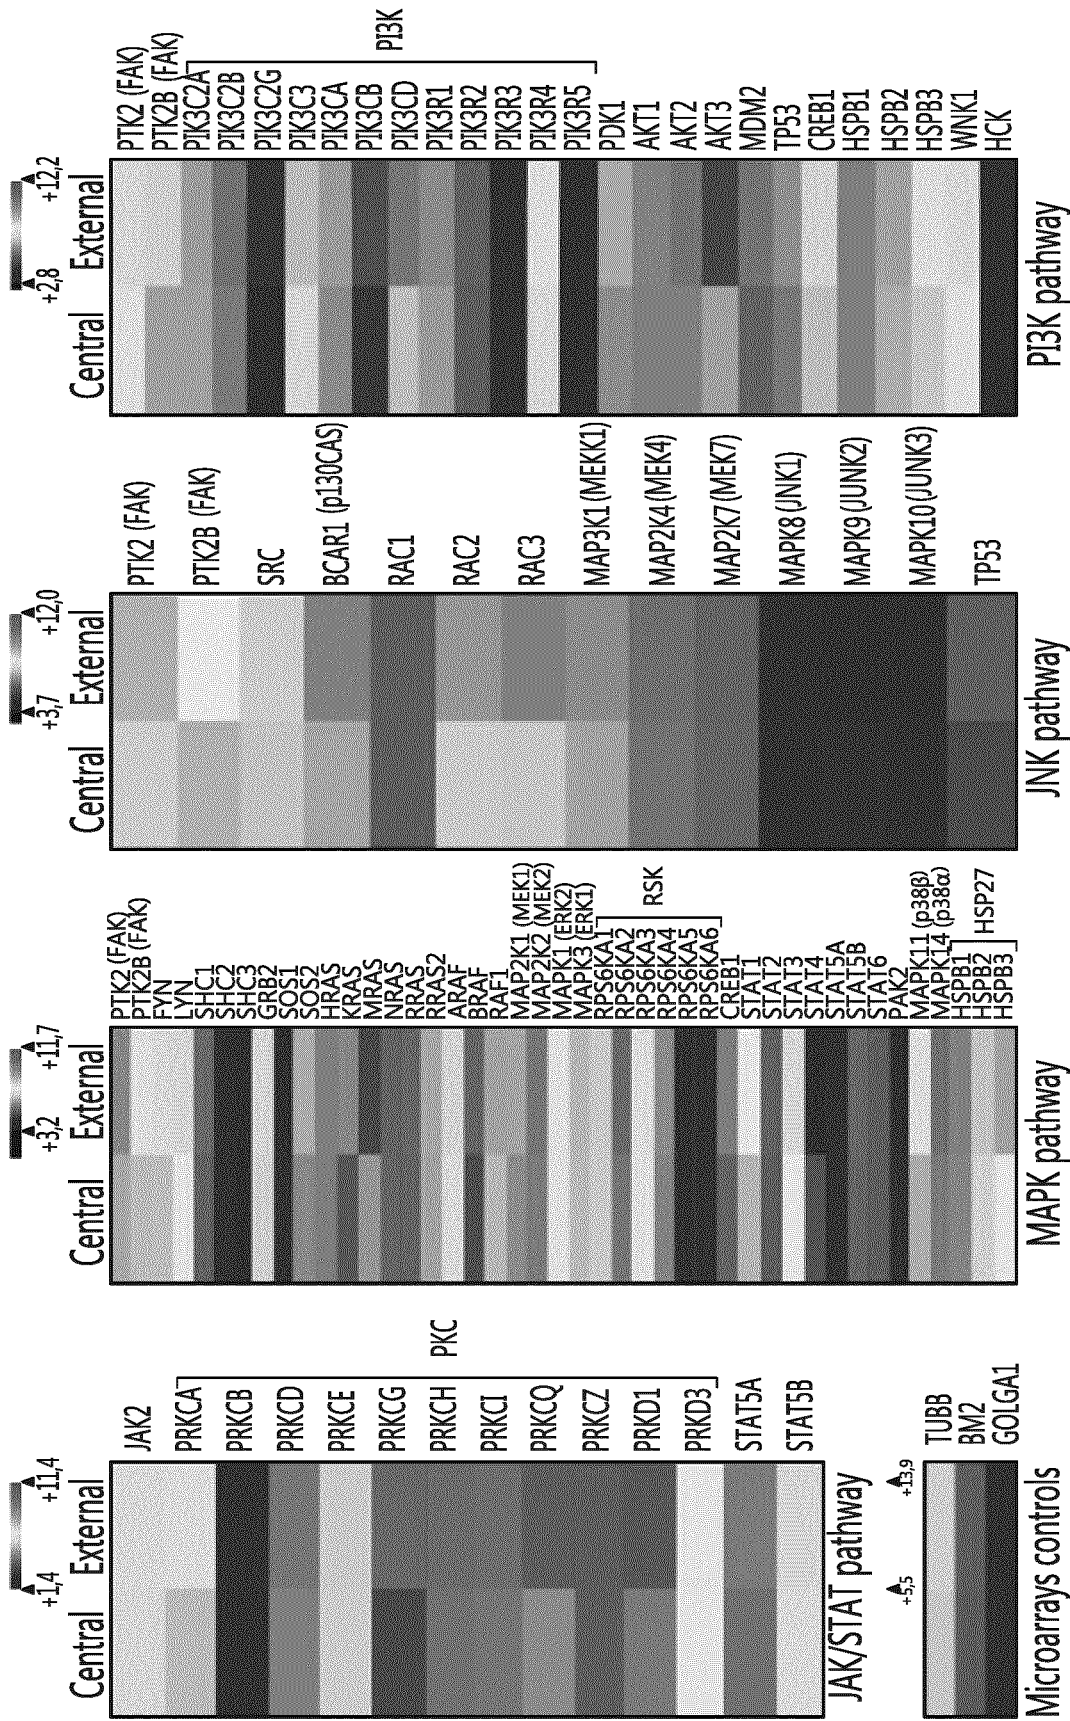 +1,4
+11,4
Central
External
JAK2
PRKCA
PRKCB
PRKCD
PRKCE
PRKCG
PRKCH
PRKCI
PRKCQ
PRKCZ
PRKD1
PRKD3
STAT5A
STAT5B
PKC
JAK/STAT pathway
+5,5
+13,9
TUBB
BM2
GOLGA1
Microarrays controls
+3,2
+11,7
Central
External
PTK2 (FAK)
PTK2B (FAK)
FYN
LYN
SHC1
SHC2
SHC3
GRB2
SOS1
SOS2
HRAS
KRAS
MRAS
NRAS
RRAS
RRAS2
ARAF
BRAF
RAF1
MAP2K1 (MEK1)
MAP2K2 (MEK2)
MAPK1 (ERK2)
MAPK3 (ERK1)
RPS6KA1
RPS6KA2
RPS6KA3
RPS6KA4
RPS6KA5
RPS6KA6
RSK
CREB1
STAT1
STAT2
STAT3
STAT4
STAT5A
STAT5B
STAT6
PAK2
MAPK11 (p38β)
MAPK14 (p38α)
HSPB1
HSPB2
HSPB3
HSP27
MAPK pathway
+3,7
+12,0
Central
External
PTK2 (FAK)
PTK2B (FAK)
SRC
BCAR1 (p130CAS)
RAC1
RAC2
RAC3
MAP3K1 (MEKK1)
MAP2K4 (MEK4)
MAP2K7 (MEK7)
MAPK8 (JNK1)
MAPK9 (JUNK2)
MAPK10 (JUNK3)
TP53
JNK pathway
+2,8
+12,2
Central
External
PTK2 (FAK)
PTK2B (FAK)
PIK3C2A
PIK3C2B
PIK3C2G
PIK3C3
PIK3CA
PIK3CB
PIK3CD
PIK3R1
PIK3R2
PIK3R3
PIK3R4
PIK3R5
PI3K
PDK1
AKT1
AKT2
AKT3
MDM2
TP53
CREB1
HSPB1
HSPB2
HSPB3
WNK1
HCK
PI3K pathway